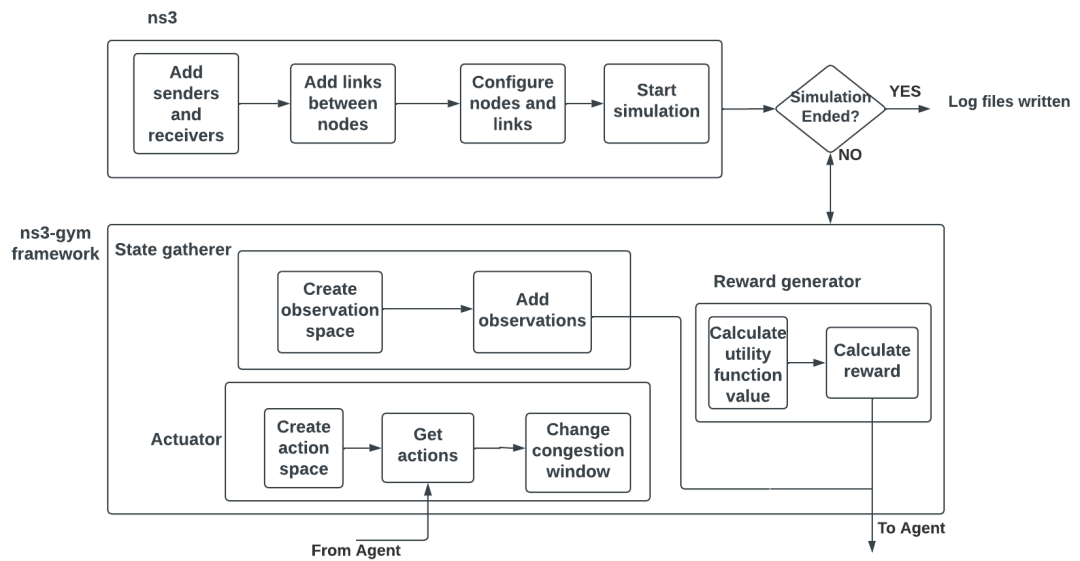 ns3
Add
senders
and
receivers
Add links
between
nodes
Configure
nodes and
links
Start
simulation
Simulation
Ended?
YES
Log files written
NO
ns3-gym
framework
State gatherer
Create
observation
space
Add
observations
Reward generator
Calculate
utility
function
value
Calculate
reward
Actuator
Create
action
space
Get
actions
Change
congestion
window
From Agent
To Agent